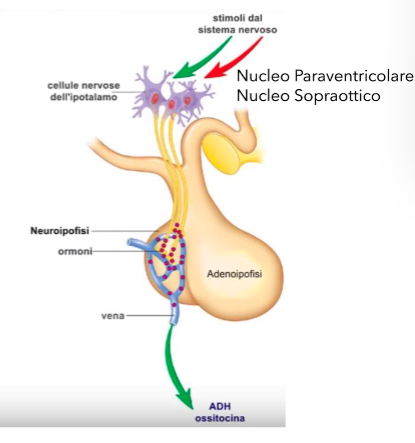 stimoli dal
sistema nervoso
cellule nervose
dell'ipotalamo
Nucleo Paraventricolare
Nucleo Sopraottico
Neuroipofisi
ormoni
Adenoipofisi
vena
ADH
ossitocina